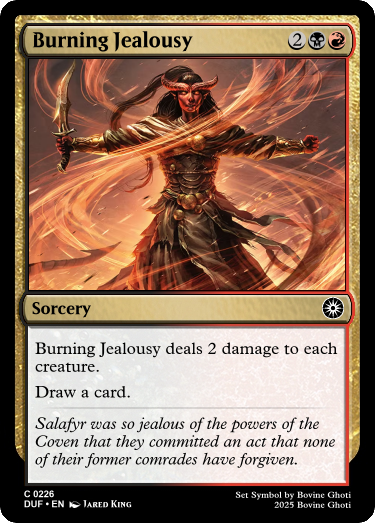 Burning Jealousy 2
Sorcery
Burning Jealousy deals 2 damage to each
creature.
Draw a card.
Salafyr was so jealous of the powers of the
Coven that they committed an act that none
of their former comrades have forgiven.
C 0226
DUF • EN Jared King
Set Symbol by Bovine Ghoti
2025 Bovine Ghoti